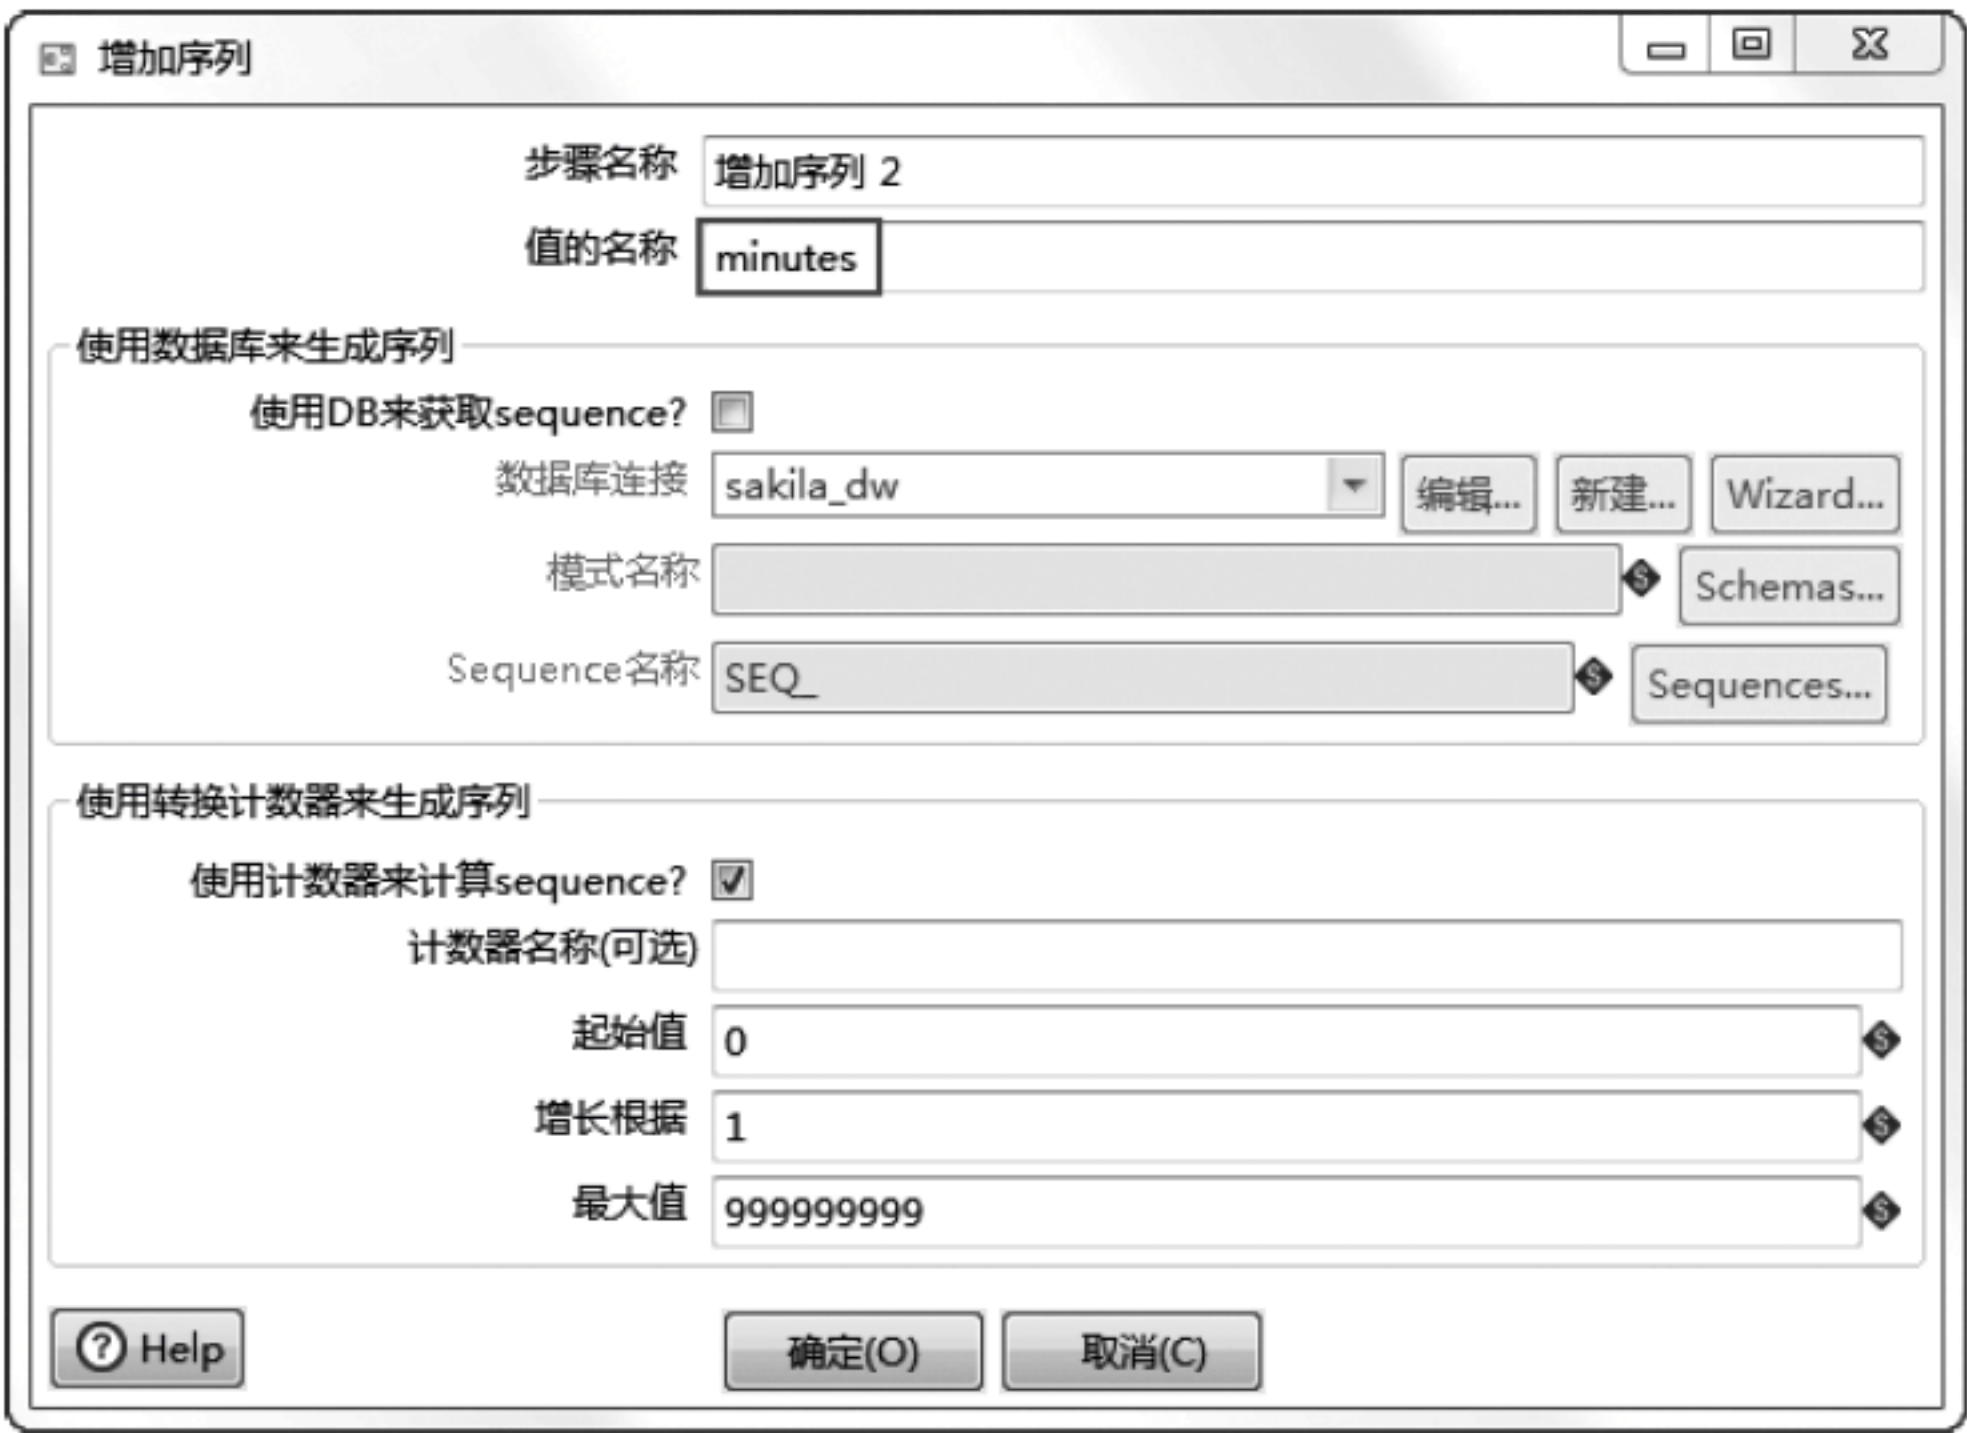 增加序列
步骤名称 增加序列 2
值的名称 minutes
使用数据库来生成序列
使用DB来获取sequence?
数据库连接 sakila_dw 编辑... 新建... Wizard...
模式名称 Schemas...
Sequence名称 SEQ_ Sequences...
使用转换计数器来生成序列
使用计数器来计算sequence?
计数器名称(可选)
起始值 0
增长根据 1
最大值 999999999
Help 确定(O) 取消(C)